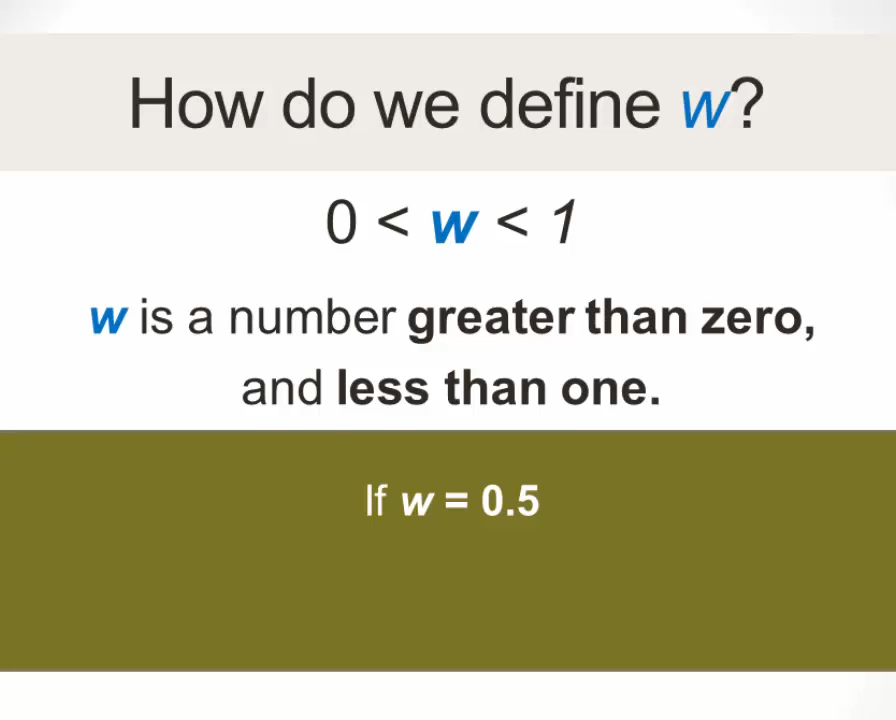 How do we define w?
0 < w < 1
w is a number greater than zero,
and less than one.
If w = 0.5